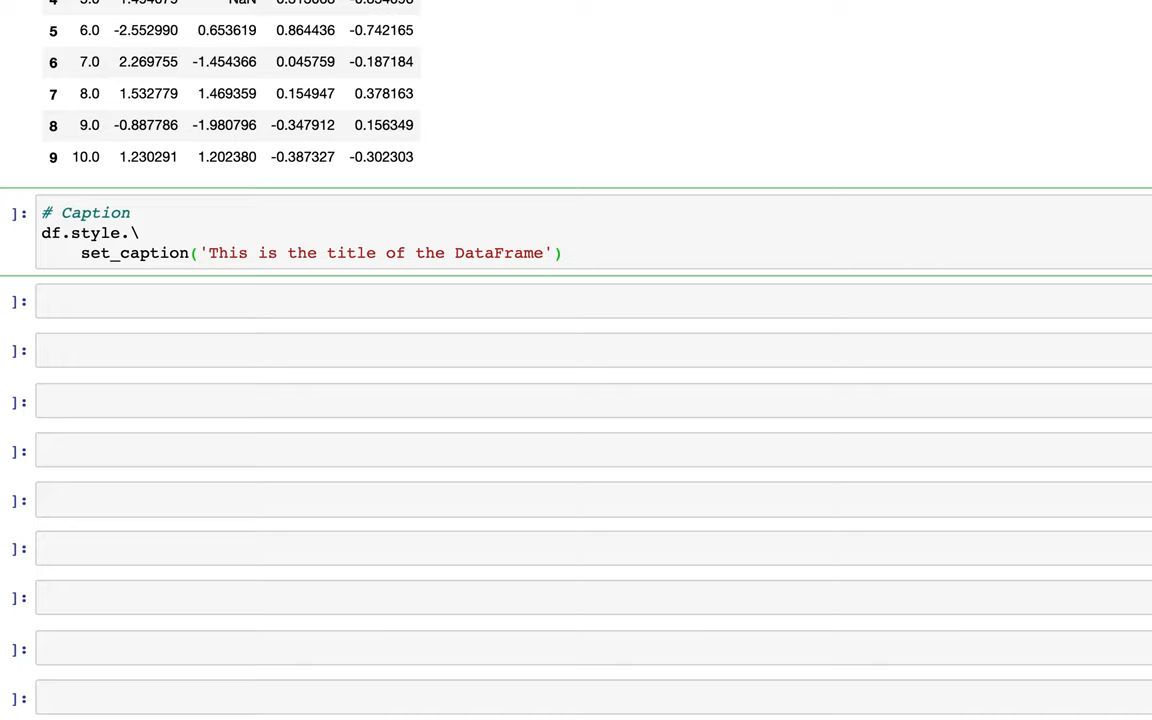 5 6.0 -2.552990 0.653619 0.864436 -0.742165
6 7.0 2.269755 -1.454366 0.045759 -0.187184
7 8.0 1.532779 1.469359 0.154947 0.378163
8 9.0 -0.887786 -1.980796 -0.347912 0.156349
9 10.0 1.230291 1.202380 -0.387327 -0.302303
]: # Caption
df.style.\
set_caption('This is the title of the DataFrame')
]:
]:
]:
]:
]:
]:
]:
]:
]: